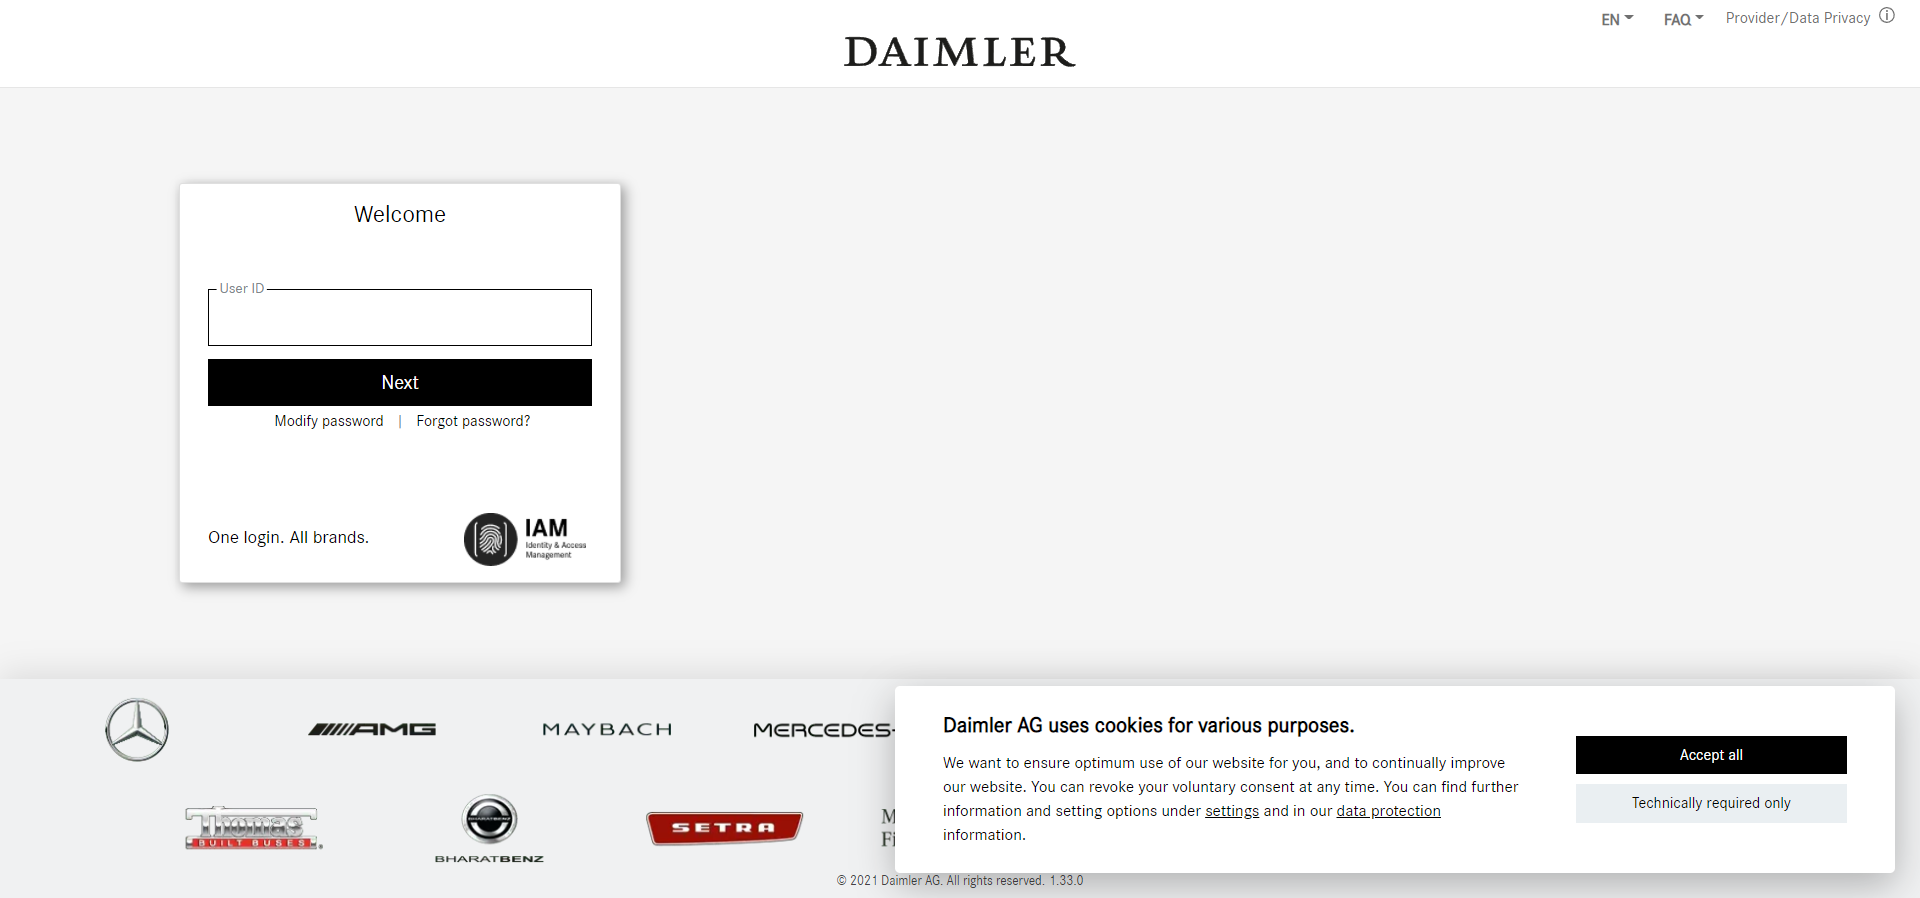 EN
FAQ
Provider/Data Privacy
DAIMLER
Welcome
User ID
Next
Modify password | Forgot password?
One login. All brands.
IAM
Identity & Access
Management
AMG
MAYBACH
MERCEDES-
Thomas
BUILT BUSES
BHARATBENZ
BHARATBENZ
SETRA
Daimler AG uses cookies for various purposes.
We want to ensure optimum use of our website for you, and to continually improve
our website. You can revoke your voluntary consent at any time. You can find further
information and setting options under settings and in our data protection
information.
Accept all
Technically required only
© 2021 Daimler AG. All rights reserved. 1.33.0